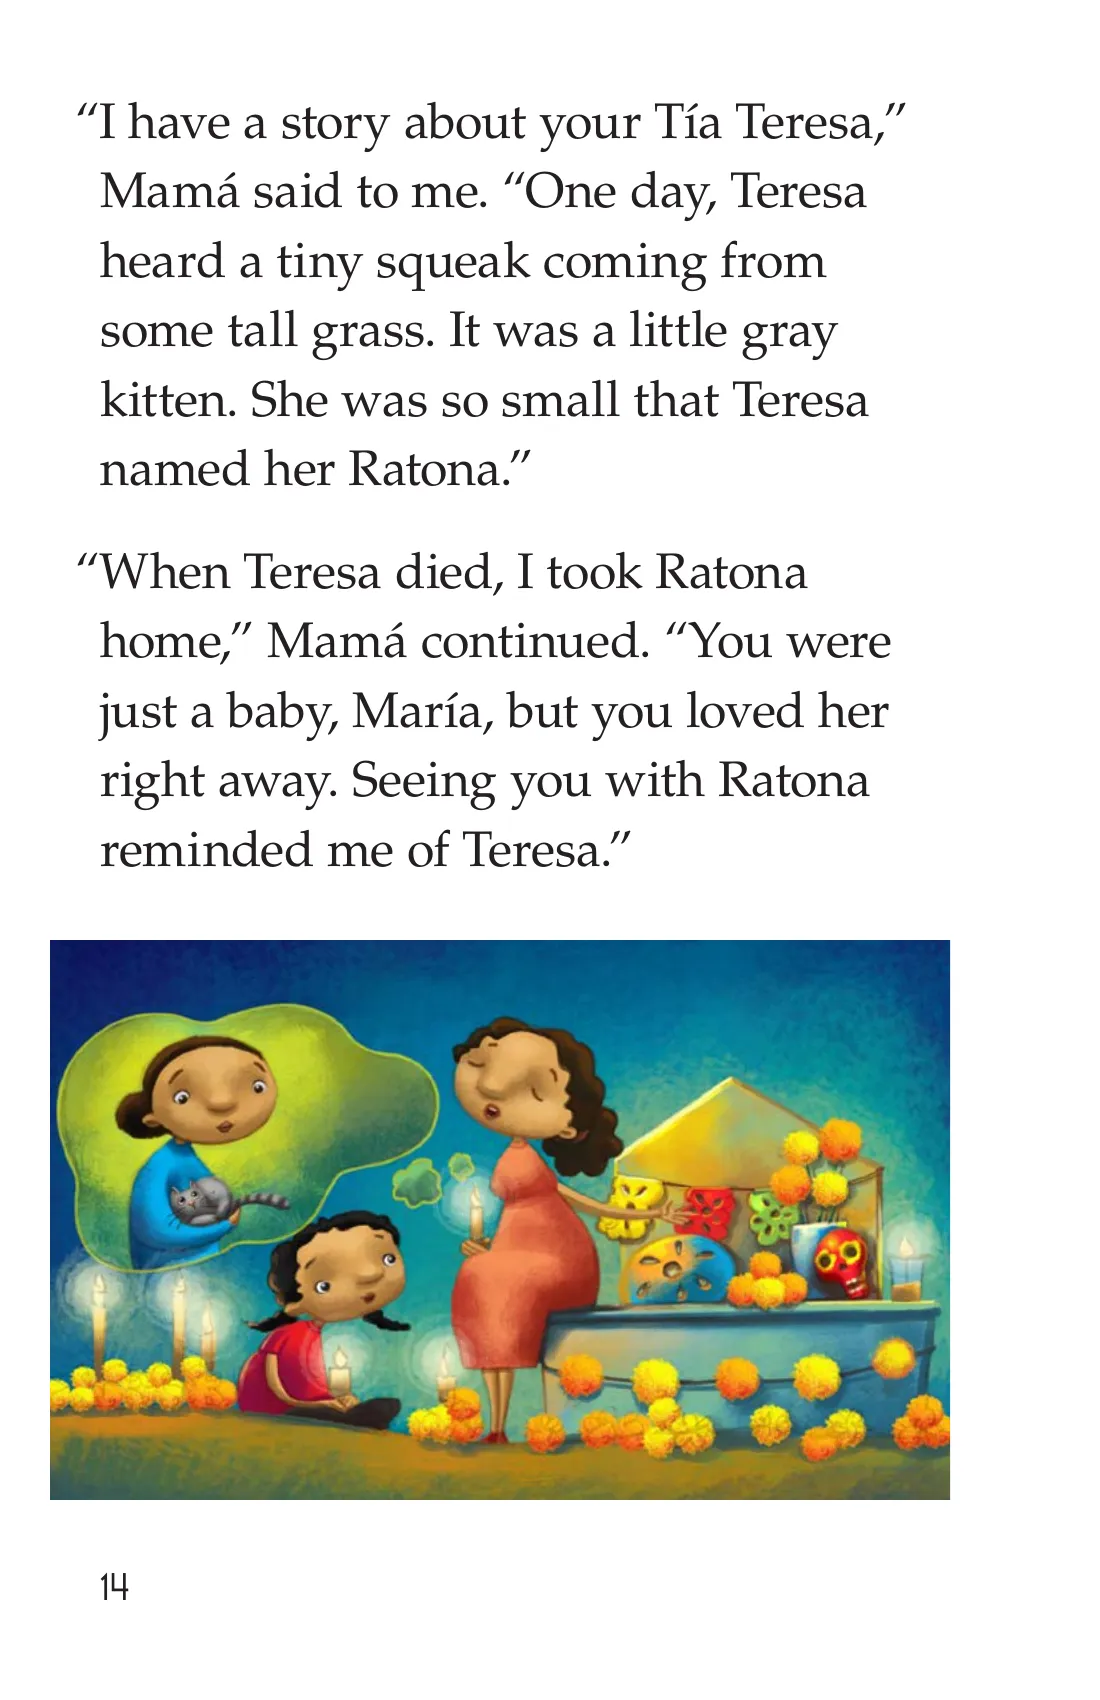 “I have a story about your Tía Teresa,”
Mamá said to me. “One day, Teresa
heard a tiny squeak coming from
some tall grass. It was a little gray
kitten. She was so small that Teresa
named her Ratona.”
“When Teresa died, I took Ratona
home,” Mamá continued. “You were
just a baby, María, but you loved her
right away. Seeing you with Ratona
reminded me of Teresa.”
14